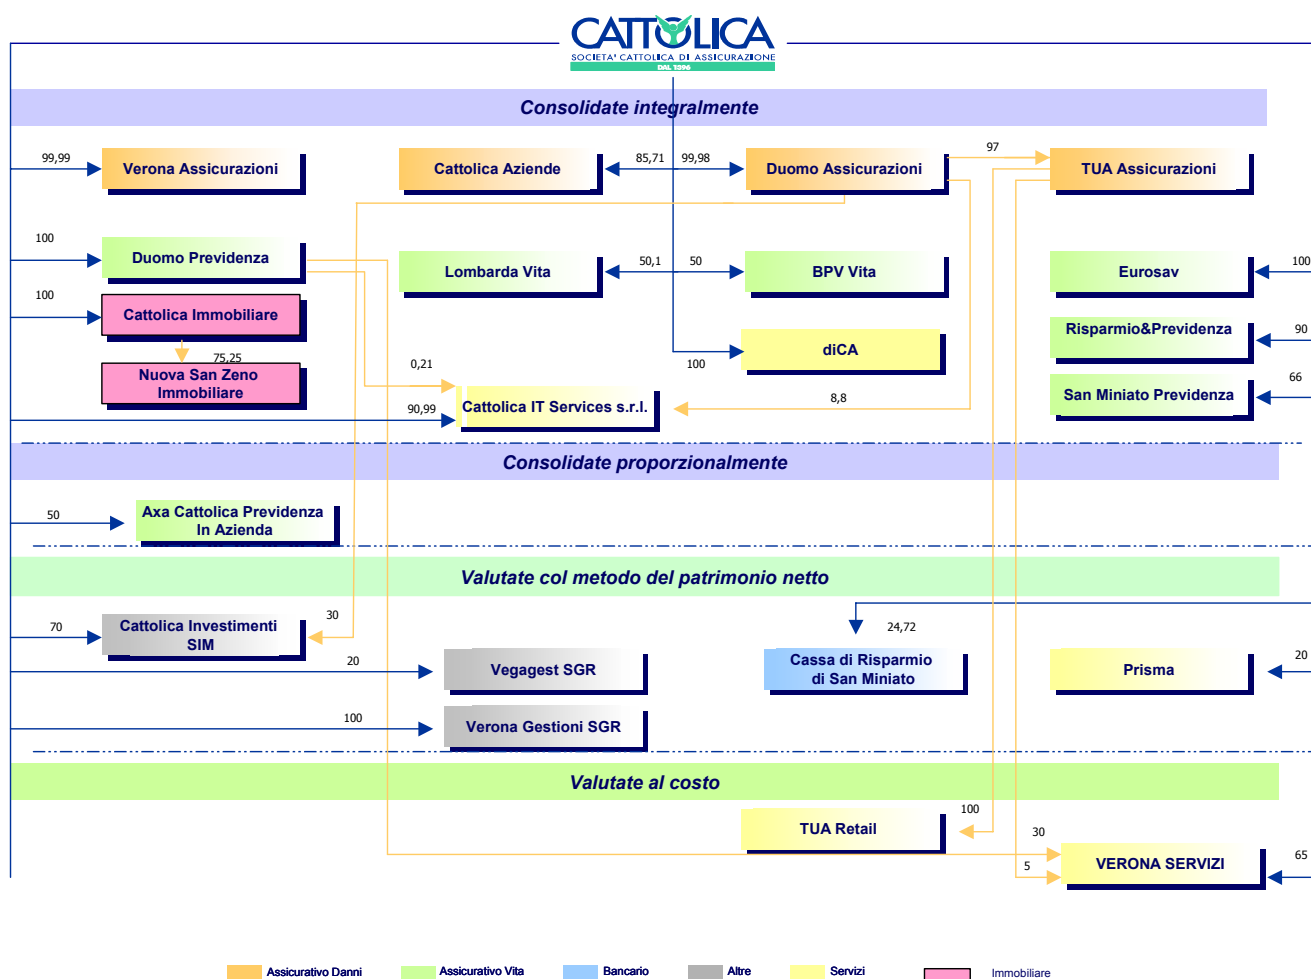 CATTOLICA
SOCIETA' CATTOLICA DI ASSICURAZIONE
DAL 1896
Consolidate integralmente
99,99
Verona Assicurazioni
Cattolica Aziende
85,71
99,98
Duomo Assicurazioni
97
TUA Assicurazioni
100
Duomo Previdenza
Lombarda Vita
50,1
50
BPV Vita
Eurosav
100
100
Cattolica Immobiliare
75,25
Nuova San Zeno
Immobiliare
diCA
100
Risparmio&Previdenza
90
0,21
Cattolica IT Services s.r.l.
90,99
8,8
San Miniato Previdenza
66
Consolidate proporzionalmente
50
Axa Cattolica Previdenza
In Azienda
Valutate col metodo del patrimonio netto
70
Cattolica Investimenti
SIM
30
24,72
20
Vegagest SGR
Cassa di Risparmio
di San Miniato
Prisma
20
100
Verona Gestioni SGR
Valutate al costo
TUA Retail
100
30
5
VERONA SERVIZI
65
Assicurativo Danni
Assicurativo Vita
Bancario
Altre
Servizi
Immobiliare